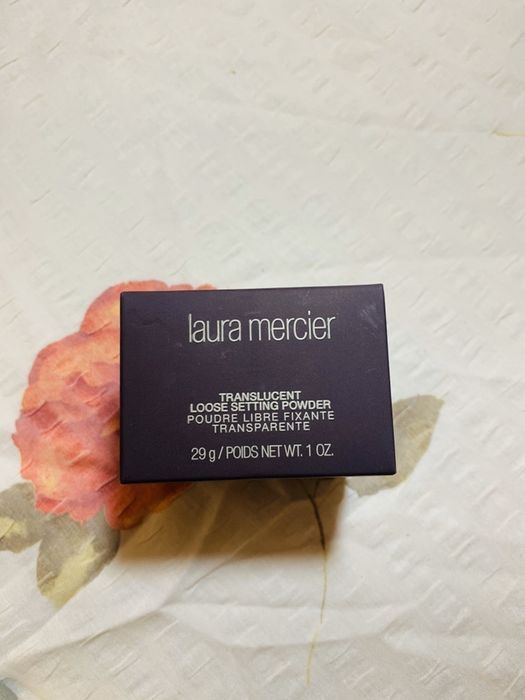 laura mercier
TRANSLUCENT
LOOSE SETTING POWDER
POUDRE LIBRE FIXANTE
TRANSPARENTE
29 g / POIDS NET WT. 1 OZ.